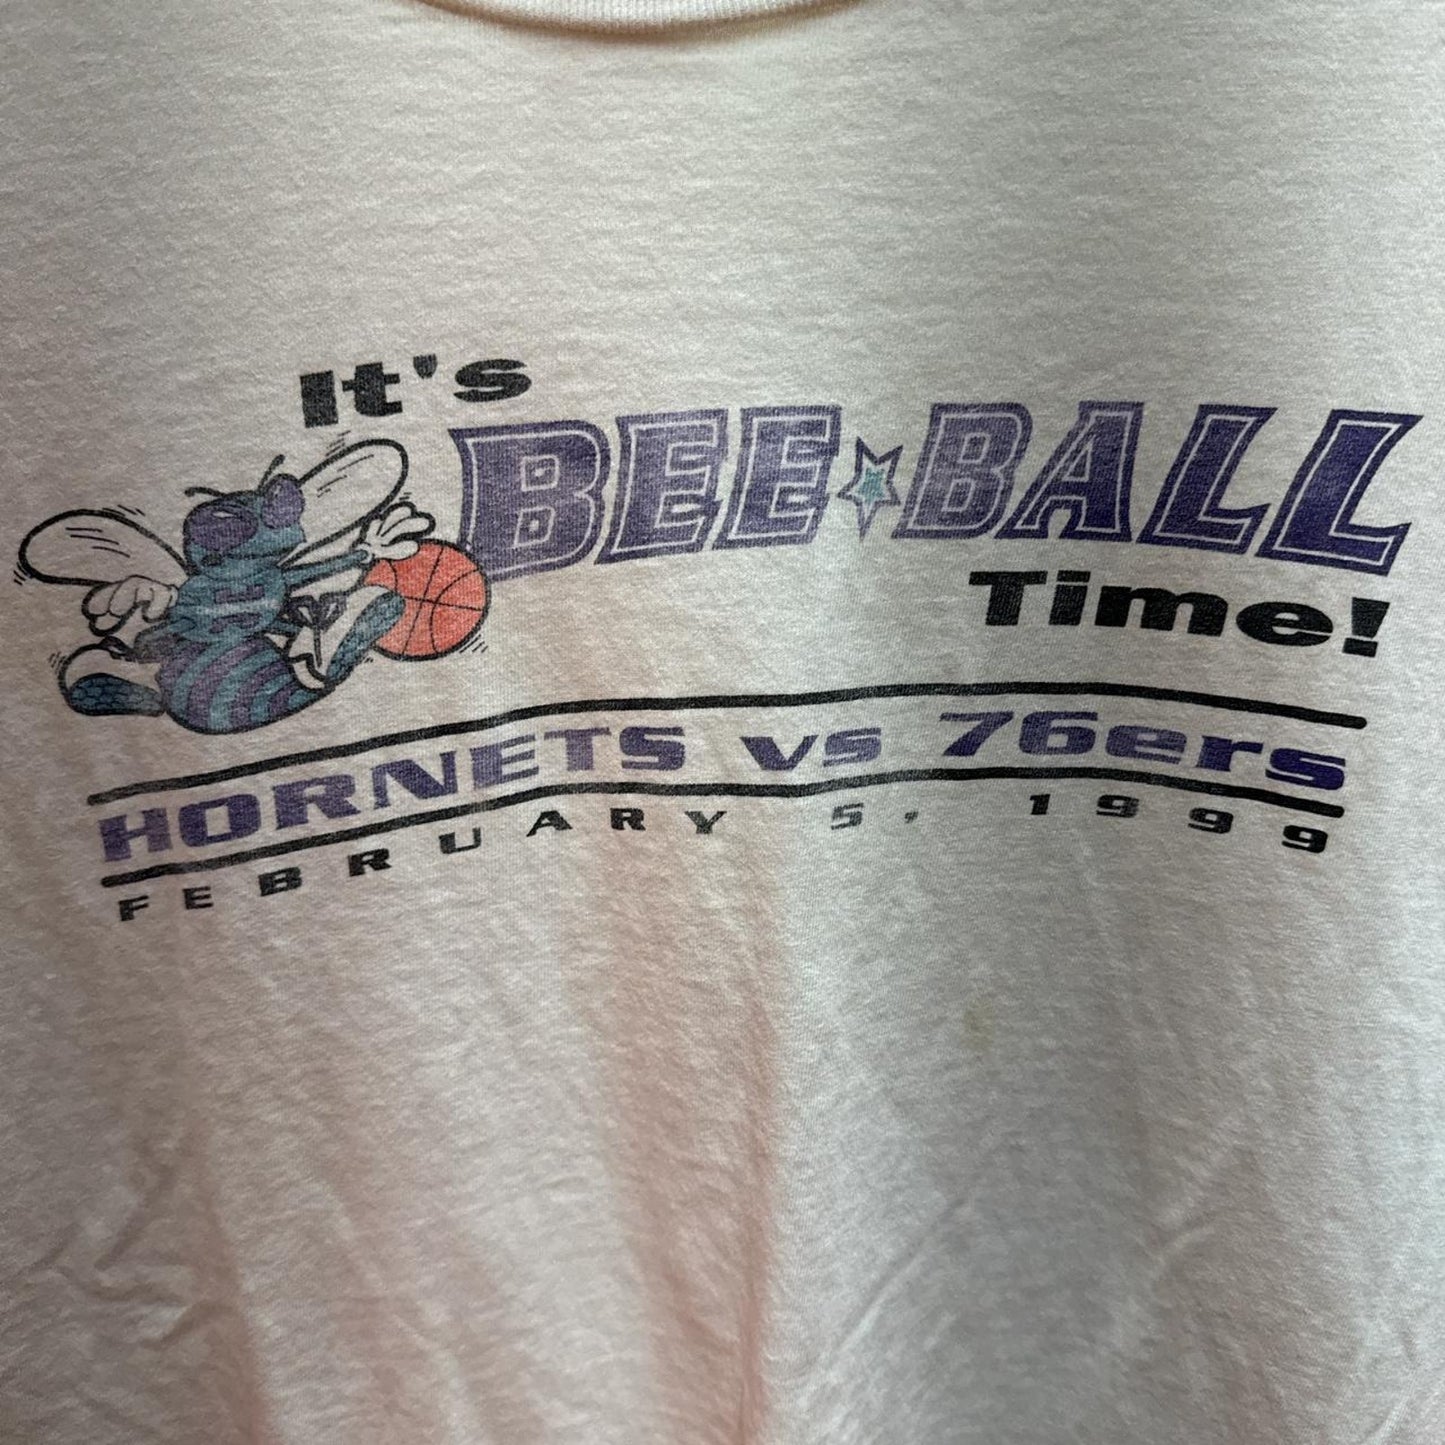 It's
BEE★BALL
Time!
HORNETS vs 76ers
FEBRUARY 5, 1999